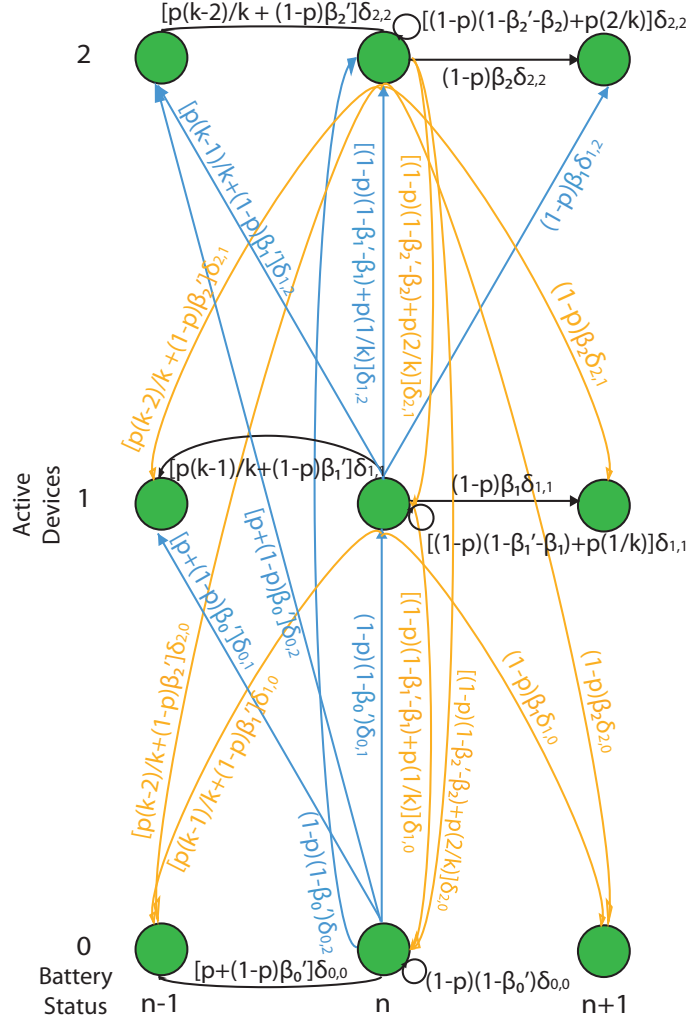 [p(k-2)/k + (1-p)β₂']δ₂,₂
[(1-p)(1-β₂'-β₂)+p(2/k)]δ₂,₂
2
(1-p)β₂δ₂,₂
[p(k-1)/k+(1-p)β₁']δ₁,₂
[(1-p)(1-β₁'-β₁)+p(1/k)]δ₁,₂
[(1-p)(1-β₂'-β₂)+p(2/k)]δ₂,₁
(1-p)β₁δ₁,₂
[p(k-2)/k +(1-p)β₂']δ₂,₁
(1-p)β₂δ₂,₁
Active
Devices
1
[p(k-1)/k+(1-p)β₁']δ₁,₁
(1-p)β₁δ₁,₁
[(1-p)(1-β₁'-β₁)+p(1/k)]δ₁,₁
[p+(1-p)β₀']δ₀,₁
[p+(1-p)β₀']δ₀,₂
(1-p)(1-β₀')δ₀,₁
[(1-p)(1-β₁'-β₁)+p(1/k)]δ₁,₀
[(1-p)(1-β₂'-β₂)+p(2/k)]δ₂,₀
(1-p)β₁δ₁,₀
(1-p)β₂δ₂,₀
[p(k-2)/k+(1-p)β₂']δ₂,₀
[p(k-1)/k+(1-p)β₁']δ₁,₀
(1-p)(1-β₀')δ₀,₂
0
[p+(1-p)β₀']δ₀,₀
(1-p)(1-β₀')δ₀,₀
Battery
Status
n-1
n
n+1